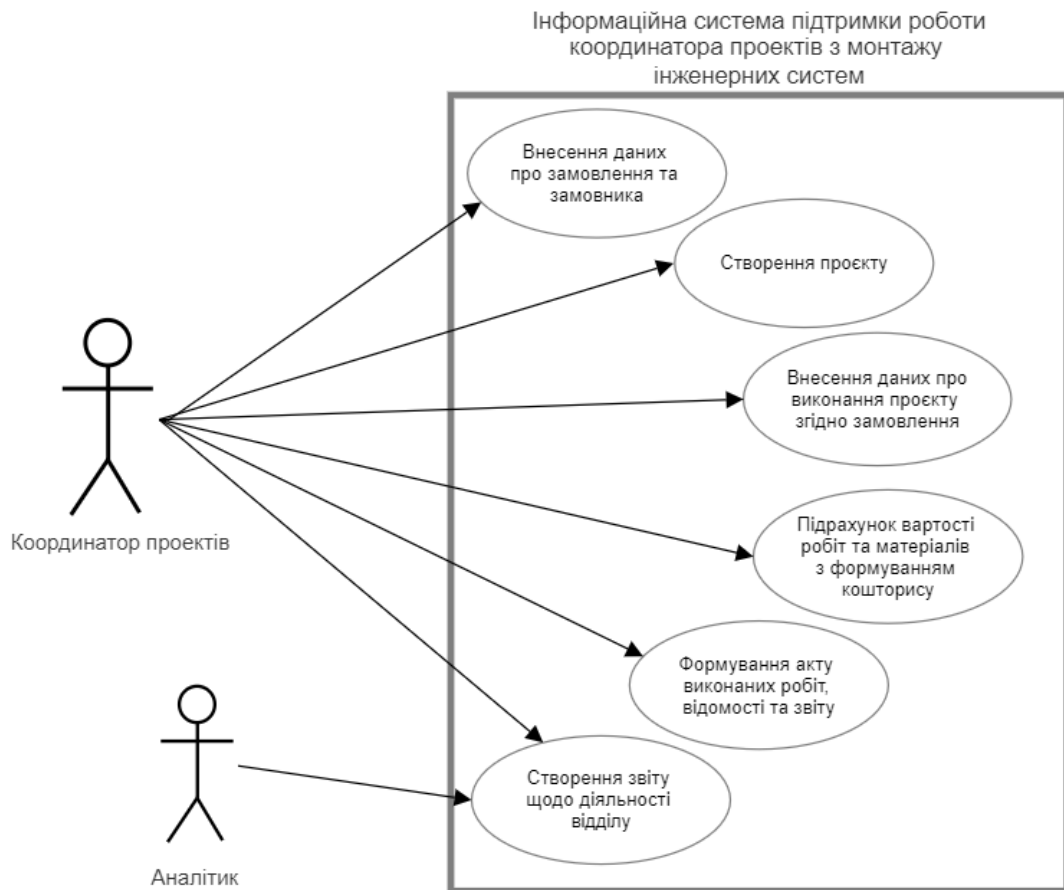 Інформаційна система підтримки роботи
координатора проектів з монтажу
інженерних систем
Внесення даних
про замовлення та
замовника
Створення проєкту
Внесення даних про
виконання проєкту
згідно замовлення
Координатор проектів
Підрахунок вартості
робіт та матеріалів
з формуванням
кошторису
Формування акту
виконаних робіт,
відомості та звіту
Створення звіту
щодо діяльності
відділу
Аналітик